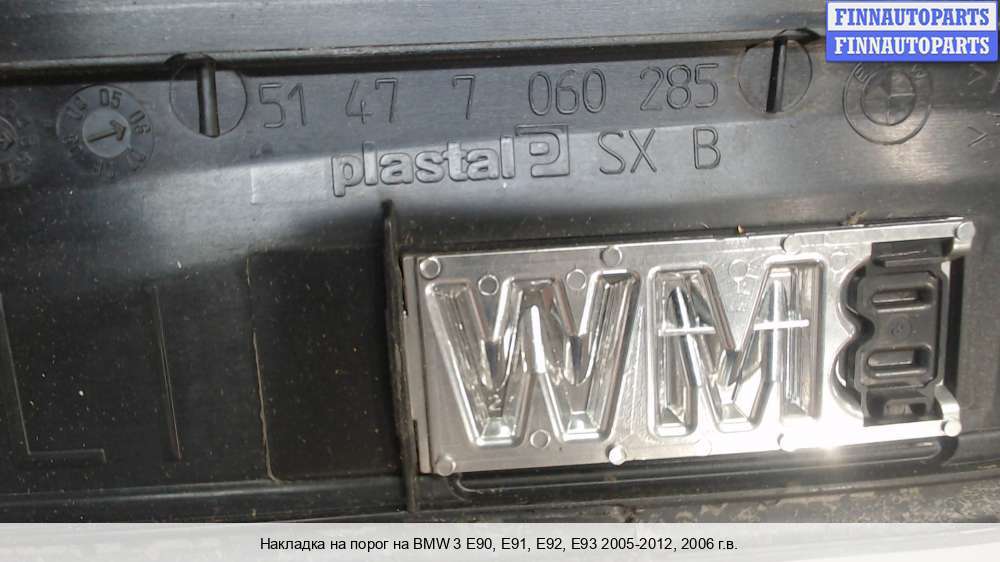 FINNAUTOPARTS
FINNAUTOPARTS
51 47 7 060 285
plastal P SX B
WMB
Накладка на порог на BMW 3 E90, E91, E92, E93 2005-2012, 2006 г.в.